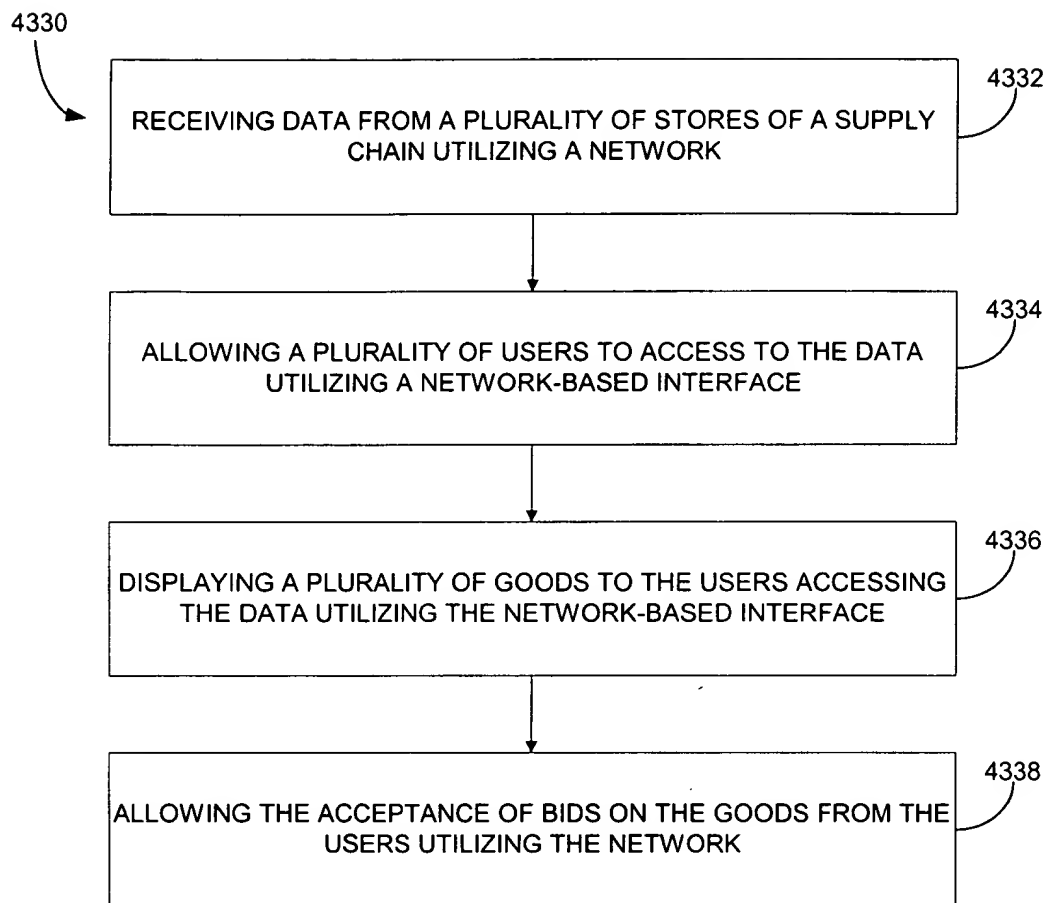 4330
4332
RECEIVING DATA FROM A PLURALITY OF STORES OF A SUPPLY
CHAIN UTILIZING A NETWORK
4334
ALLOWING A PLURALITY OF USERS TO ACCESS TO THE DATA
UTILIZING A NETWORK-BASED INTERFACE
4336
DISPLAYING A PLURALITY OF GOODS TO THE USERS ACCESSING
THE DATA UTILIZING THE NETWORK-BASED INTERFACE
4338
ALLOWING THE ACCEPTANCE OF BIDS ON THE GOODS FROM THE
USERS UTILIZING THE NETWORK